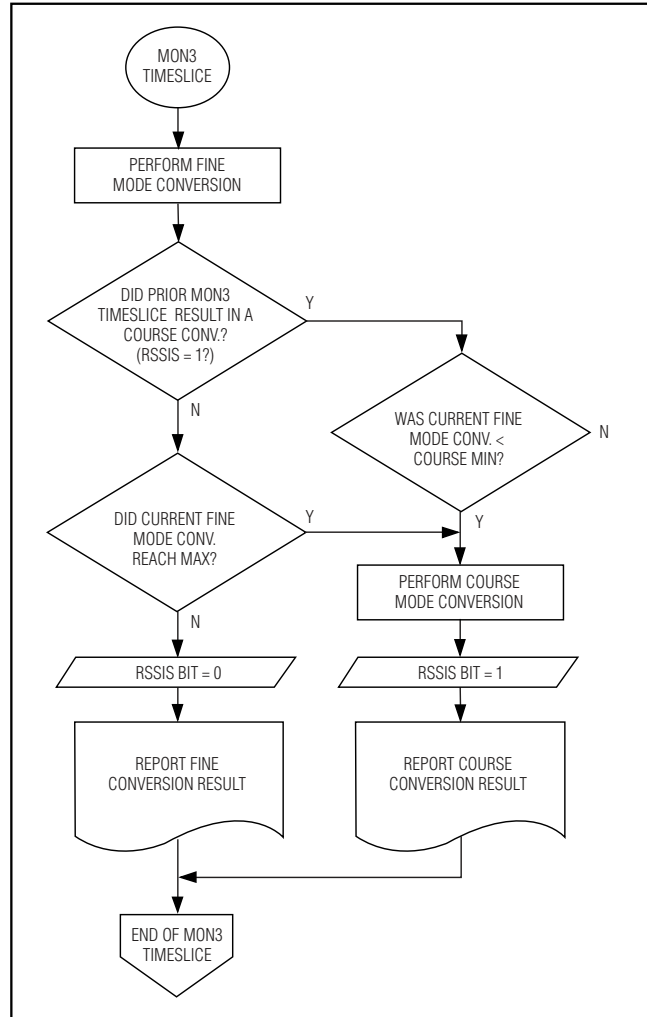 MON3
TIMESLICE
PERFORM FINE
MODE CONVERSION
DID PRIOR MON3
TIMESLICE RESULT IN A
COURSE CONV.?
(RSSIS = 1?)
Y
N
WAS CURRENT FINE
MODE CONV. <
COURSE MIN?
N
Y
DID CURRENT FINE
MODE CONV.
REACH MAX?
Y
N
PERFORM COURSE
MODE CONVERSION
RSSIS BIT = 0
RSSIS BIT = 1
REPORT FINE
CONVERSION RESULT
REPORT COURSE
CONVERSION RESULT
END OF MON3
TIMESLICE